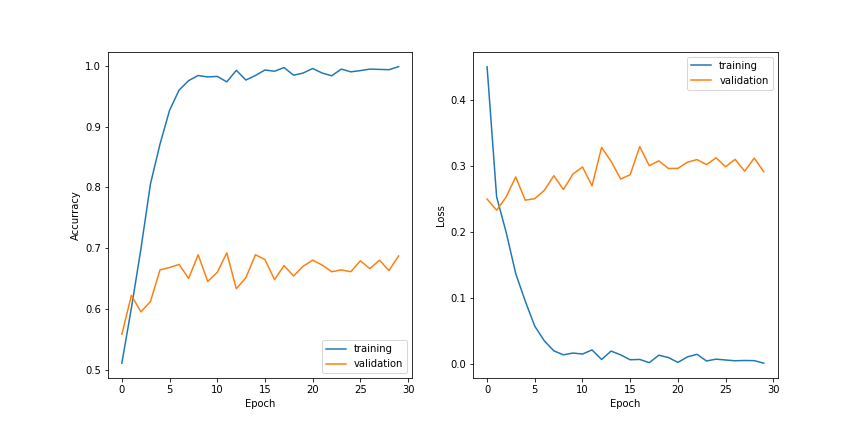 1.0
0.9
0.8
0.7
0.6
0.5
Accurracy
0 5 10 15 20 25 30
Epoch
training
validation
0.4
0.3
0.2
0.1
0.0
Loss
0 5 10 15 20 25 30
Epoch
training
validation